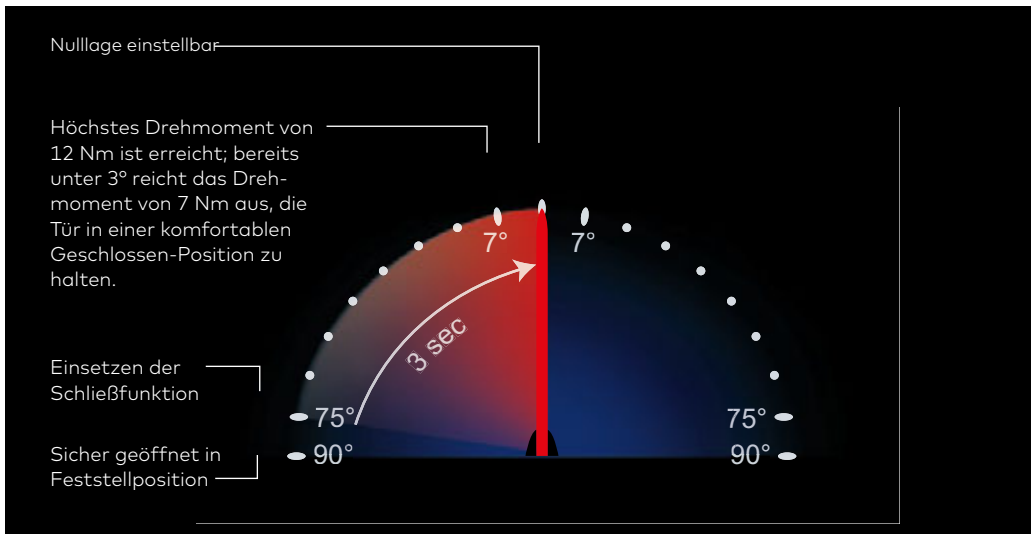 Nulllage einstellbar
Höchstes Drehmoment von
12 Nm ist erreicht; bereits
unter 3° reicht das Dreh-
moment von 7 Nm aus, die
Tür in einer komfortablen
Geschlossen-Position zu
halten.
7°
7°
3 sec
Einsetzen der
Schließfunktion
75°
75°
Sicher geöffnet in
Feststellposition
90°
90°